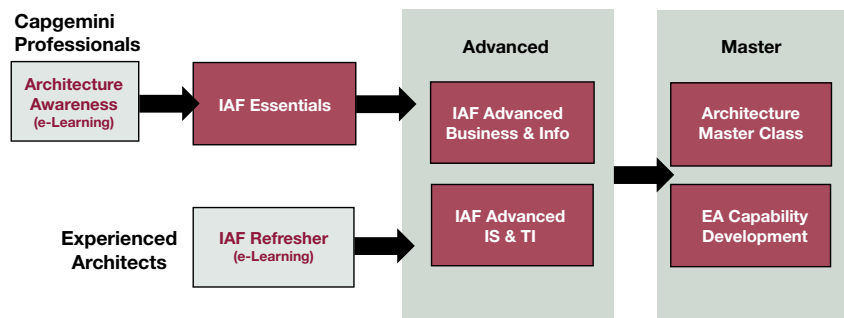 Capgemini
Professionals
Architecture
Awareness
(e-Learning)
IAF Essentials
Advanced
IAF Advanced
Business & Info
Master
Architecture
Master Class
Experienced
Architects
IAF Refresher
(e-Learning)
IAF Advanced
IS & TI
EA Capability
Development